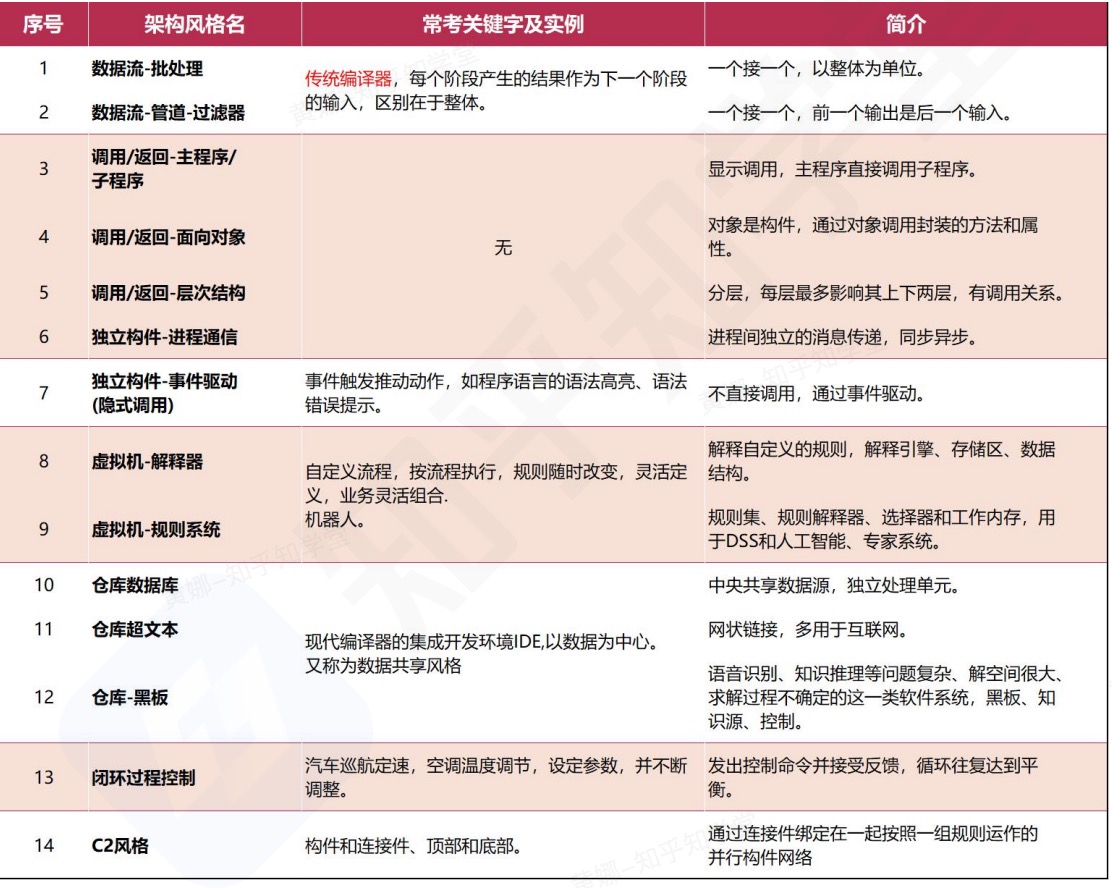 序号 架构风格名 常考关键字及实例 简介
1 数据流-批处理 一个接一个，以整体为单位。
传统编译器，每个阶段产生的结果作为下一个阶段
的输入，区别在于整体。
2 数据流-管道-过滤器 一个接一个，前一个输出是后一个输入。
3 调用/返回-主程序/
子程序 显示调用，主程序直接调用子程序。
无
4 调用/返回-面向对象 对象是构件，通过对象调用封装的方法和属
性。
5 调用/返回-层次结构 分层，每层最多影响其上下两层，有调用关系。
6 独立构件-进程通信 进程间独立的消息传递，同步异步。
7 独立构件-事件驱动
(隐式调用) 事件触发推动动作，如程序语言的语法高亮、语法
错误提示。 不直接调用，通过事件驱动。
8 虚拟机-解释器 解释自定义的规则，解释引擎、存储区、数据
结构。
自定义流程，按流程执行，规则随时改变，灵活定
义，业务灵活组合.
机器人。
9 虚拟机-规则系统 规则集、规则解释器、选择器和工作内存，用
于DSS和人工智能、专家系统。
10 仓库数据库 中央共享数据源，独立处理单元。
11 仓库超文本 网状链接，多用于互联网。
现代编译器的集成开发环境IDE,以数据为中心。
又称为数据共享风格
12 仓库-黑板 语音识别、知识推理等问题复杂、解空间很大、
求解过程不确定的这一类软件系统，黑板、知
识源、控制。
13 闭环过程控制 汽车巡航定速，空调温度调节，设定参数，并不断
调整。 发出控制命令并接受反馈，循环往复达到平
衡。
14 C2风格 构件和连接件、顶部和底部。 通过连接件绑定在一起按照一组规则运作的
并行构件网络
知乎知学堂
黄娜–知乎知学堂